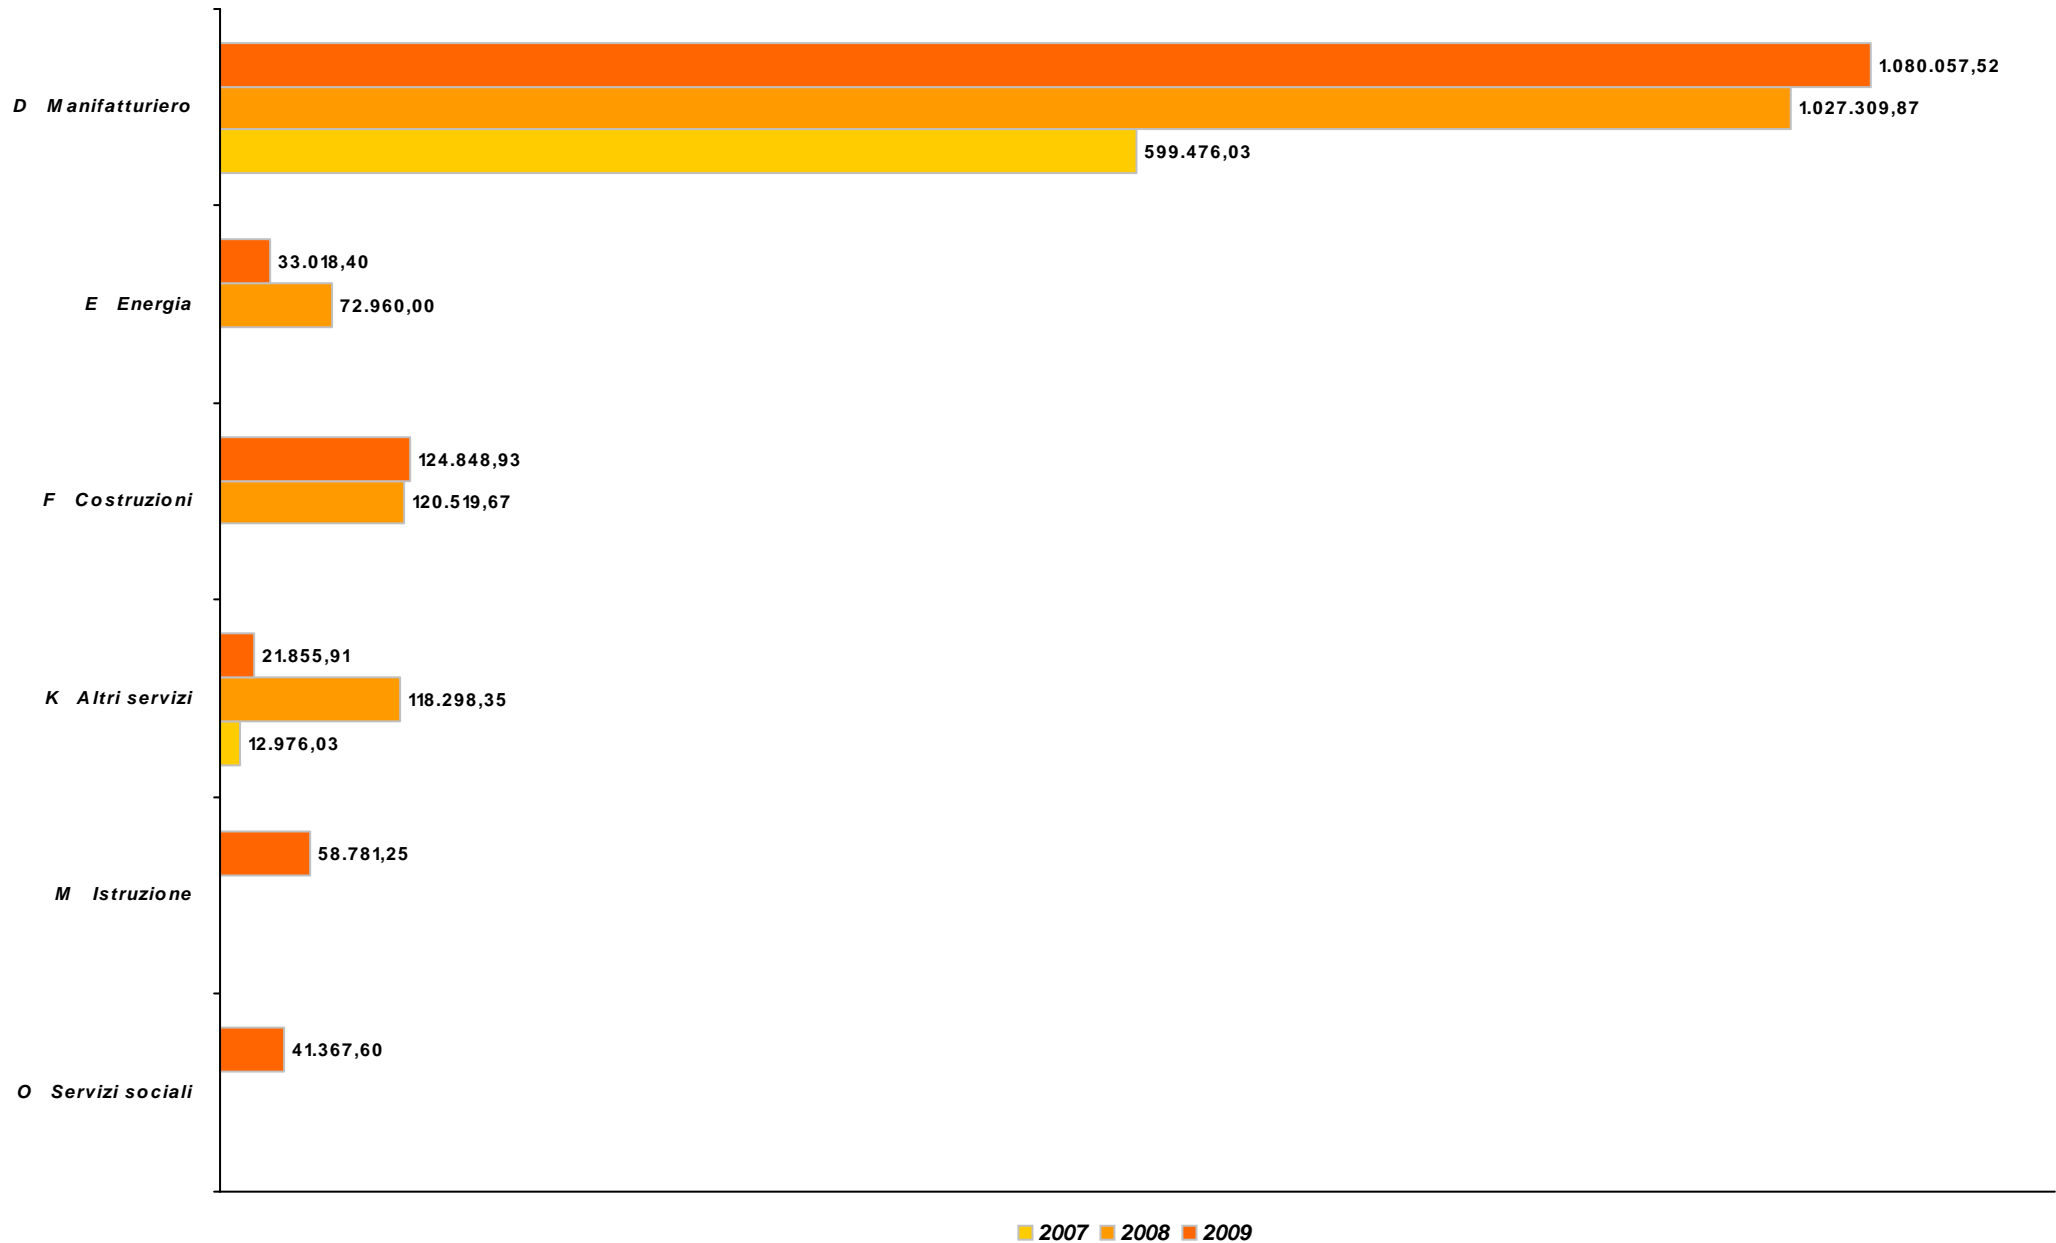 1.080.057,52
D Manifatturiero
1.027.309,87
599.476,03
33.018,40
E Energia
72.960,00
124.848,93
F Costruzioni
120.519,67
21.855,91
K Altri servizi
118.298,35
12.976,03
58.781,25
M Istruzione
41.367,60
O Servizi sociali
2007 2008 2009